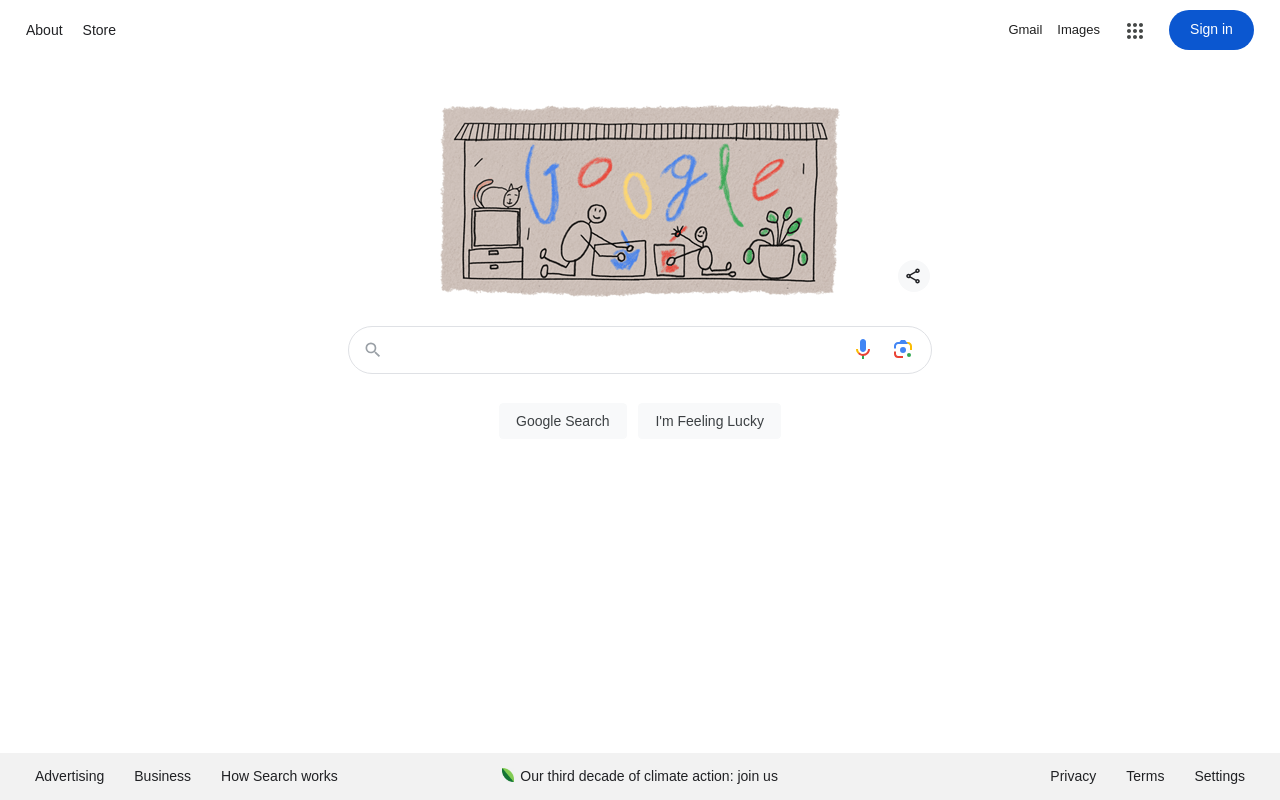 About Store Gmail Images Sign in
Google
Google Search I'm Feeling Lucky
Advertising Business How Search works Our third decade of climate action: join us Privacy Terms Settings